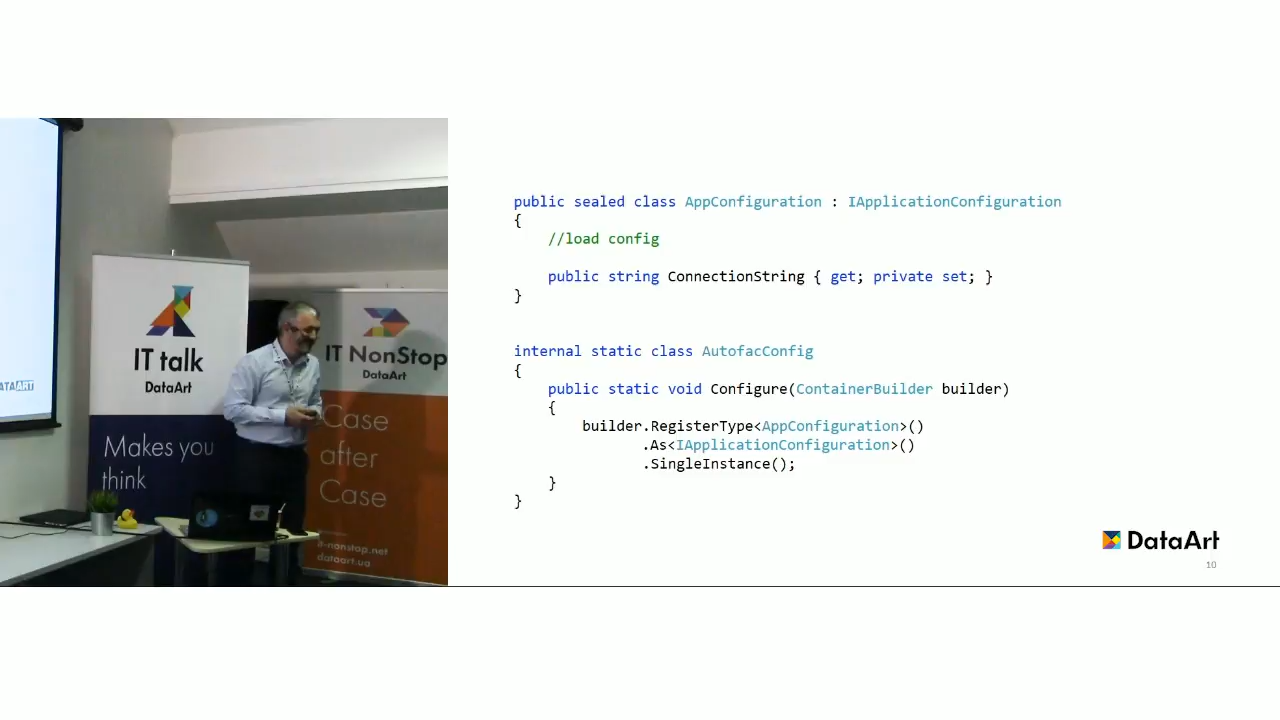 IT talk
DataArt
Makes you
think
IT NonStop
DataArt
Case
after
Case
it-nonstop.net
dataart.ua
public sealed class AppConfiguration : IApplicationConfiguration
{
//load config
public string ConnectionString { get; private set; }
}
internal static class AutofacConfig
{
public static void Configure(ContainerBuilder builder)
{
builder.RegisterType<AppConfiguration>()
.As<IApplicationConfiguration>()
.SingleInstance();
}
}
DataArt
10